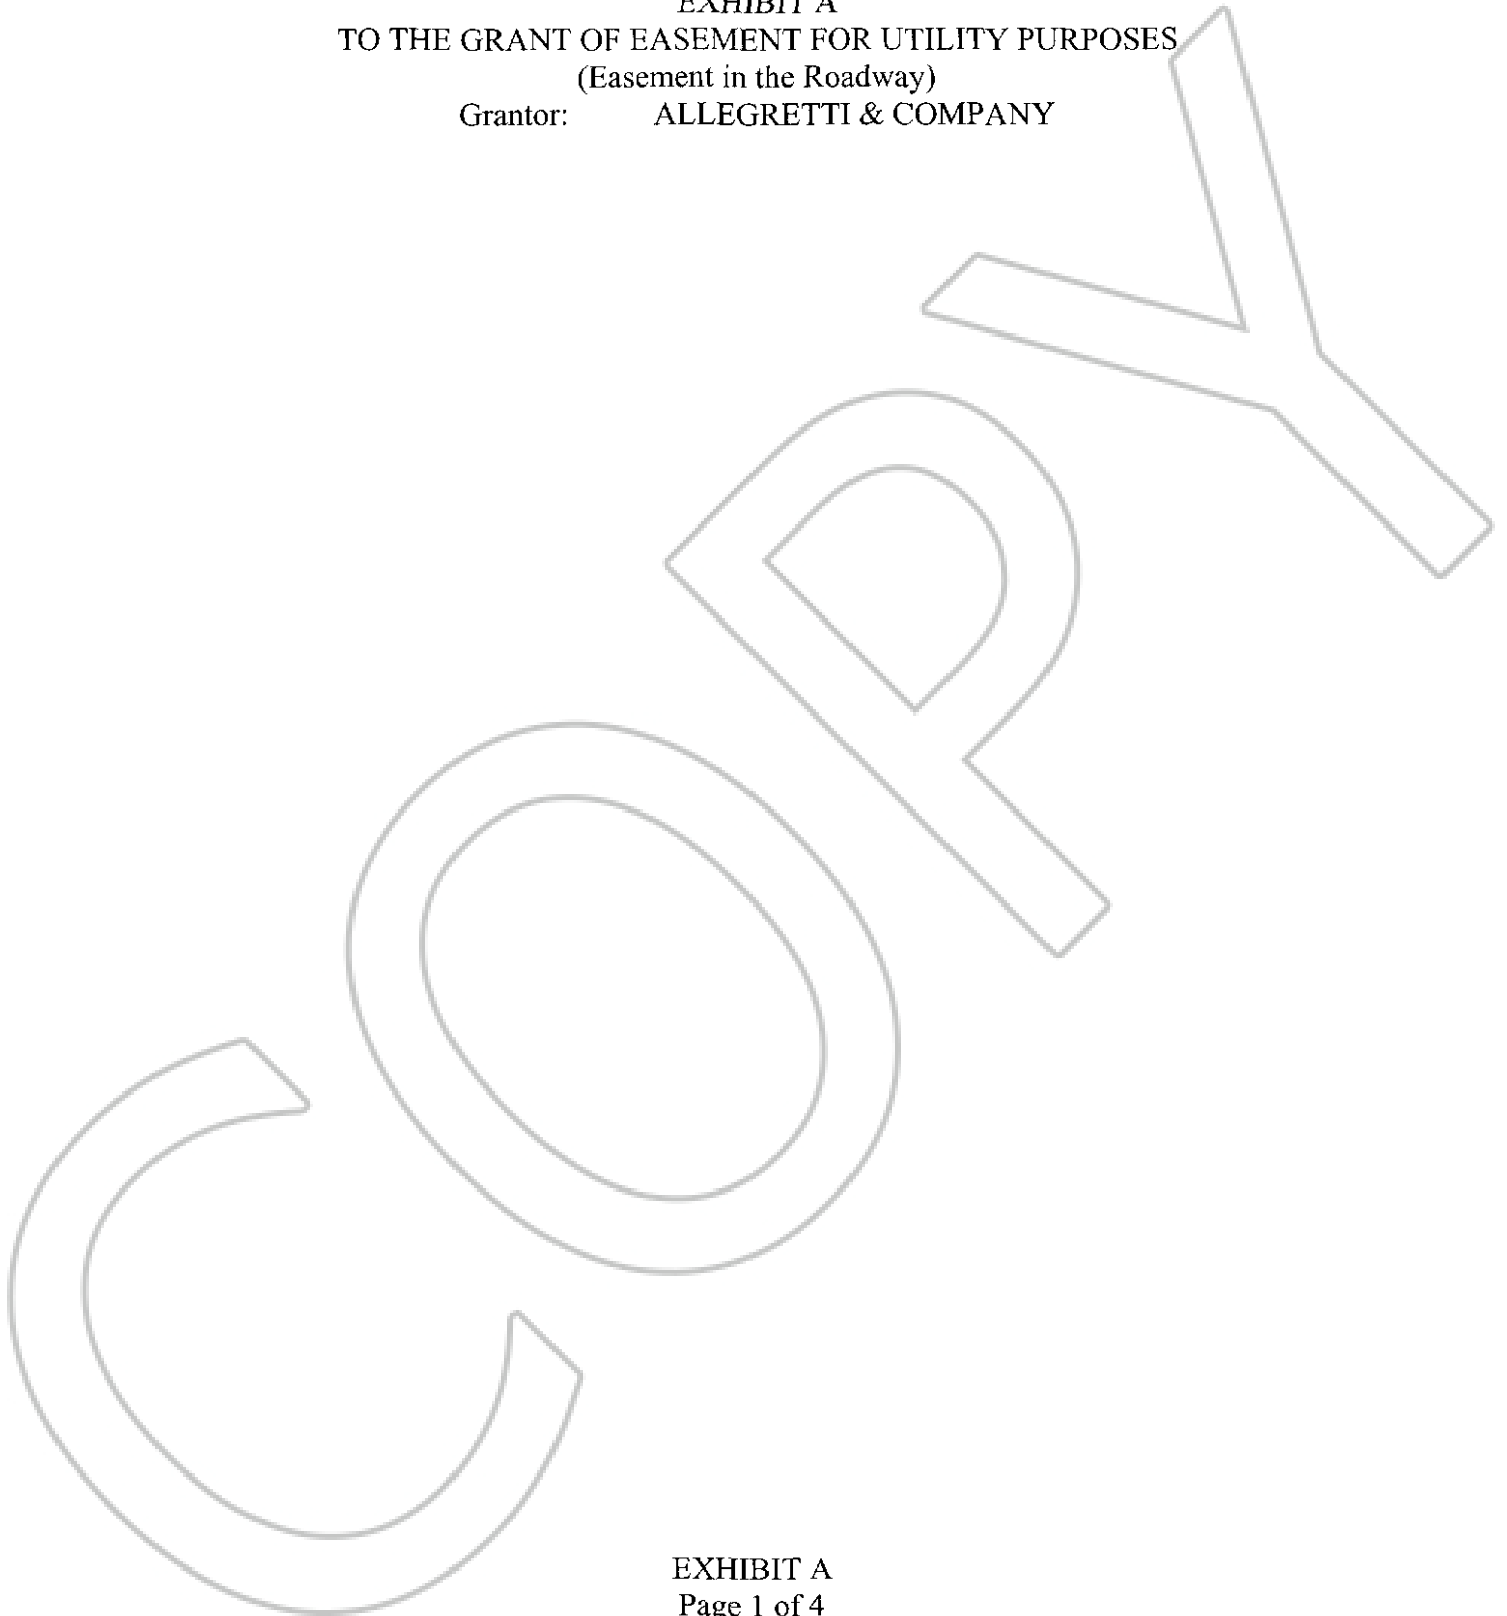 EXHIBIT A
TO THE GRANT OF EASEMENT FOR UTILITY PURPOSES
(Easement in the Roadway)
Grantor: ALLEGRETTI & COMPANY
COPY
EXHIBIT A
Page 1 of 4